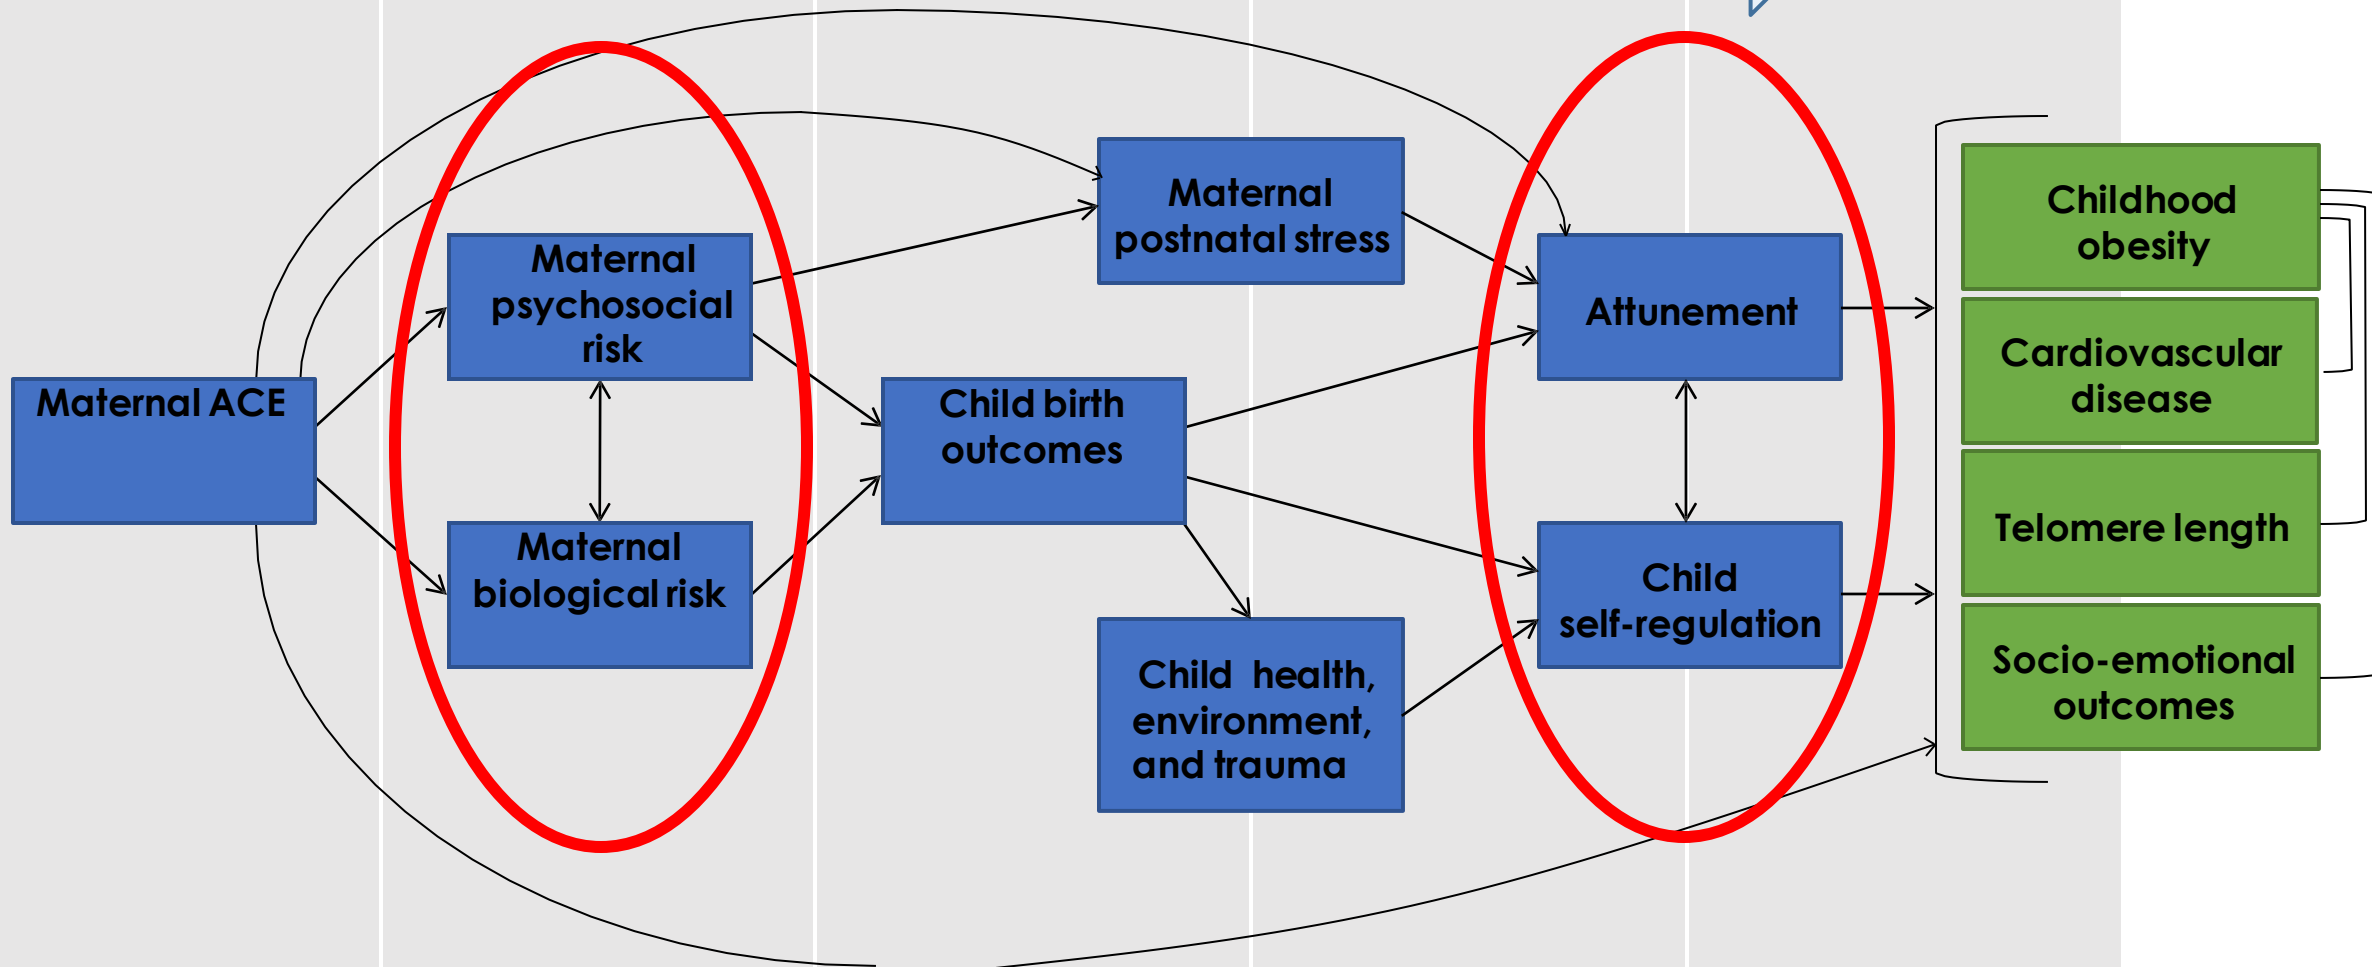 Maternal ACE
Maternal
psychosocial
risk
Maternal
biological risk
Child birth
outcomes
Maternal
postnatal stress
Child health,
environment,
and trauma
Attunement
Child
self-regulation
Childhood
obesity
Cardiovascular
disease
Telomere length
Socio-emotional
outcomes